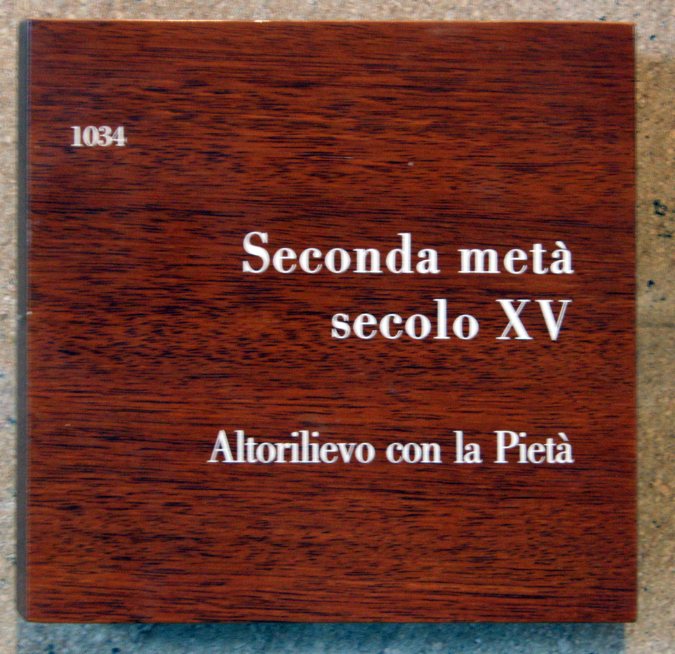 1034
Seconda metà
secolo XV
Altorilievo con la Pietà